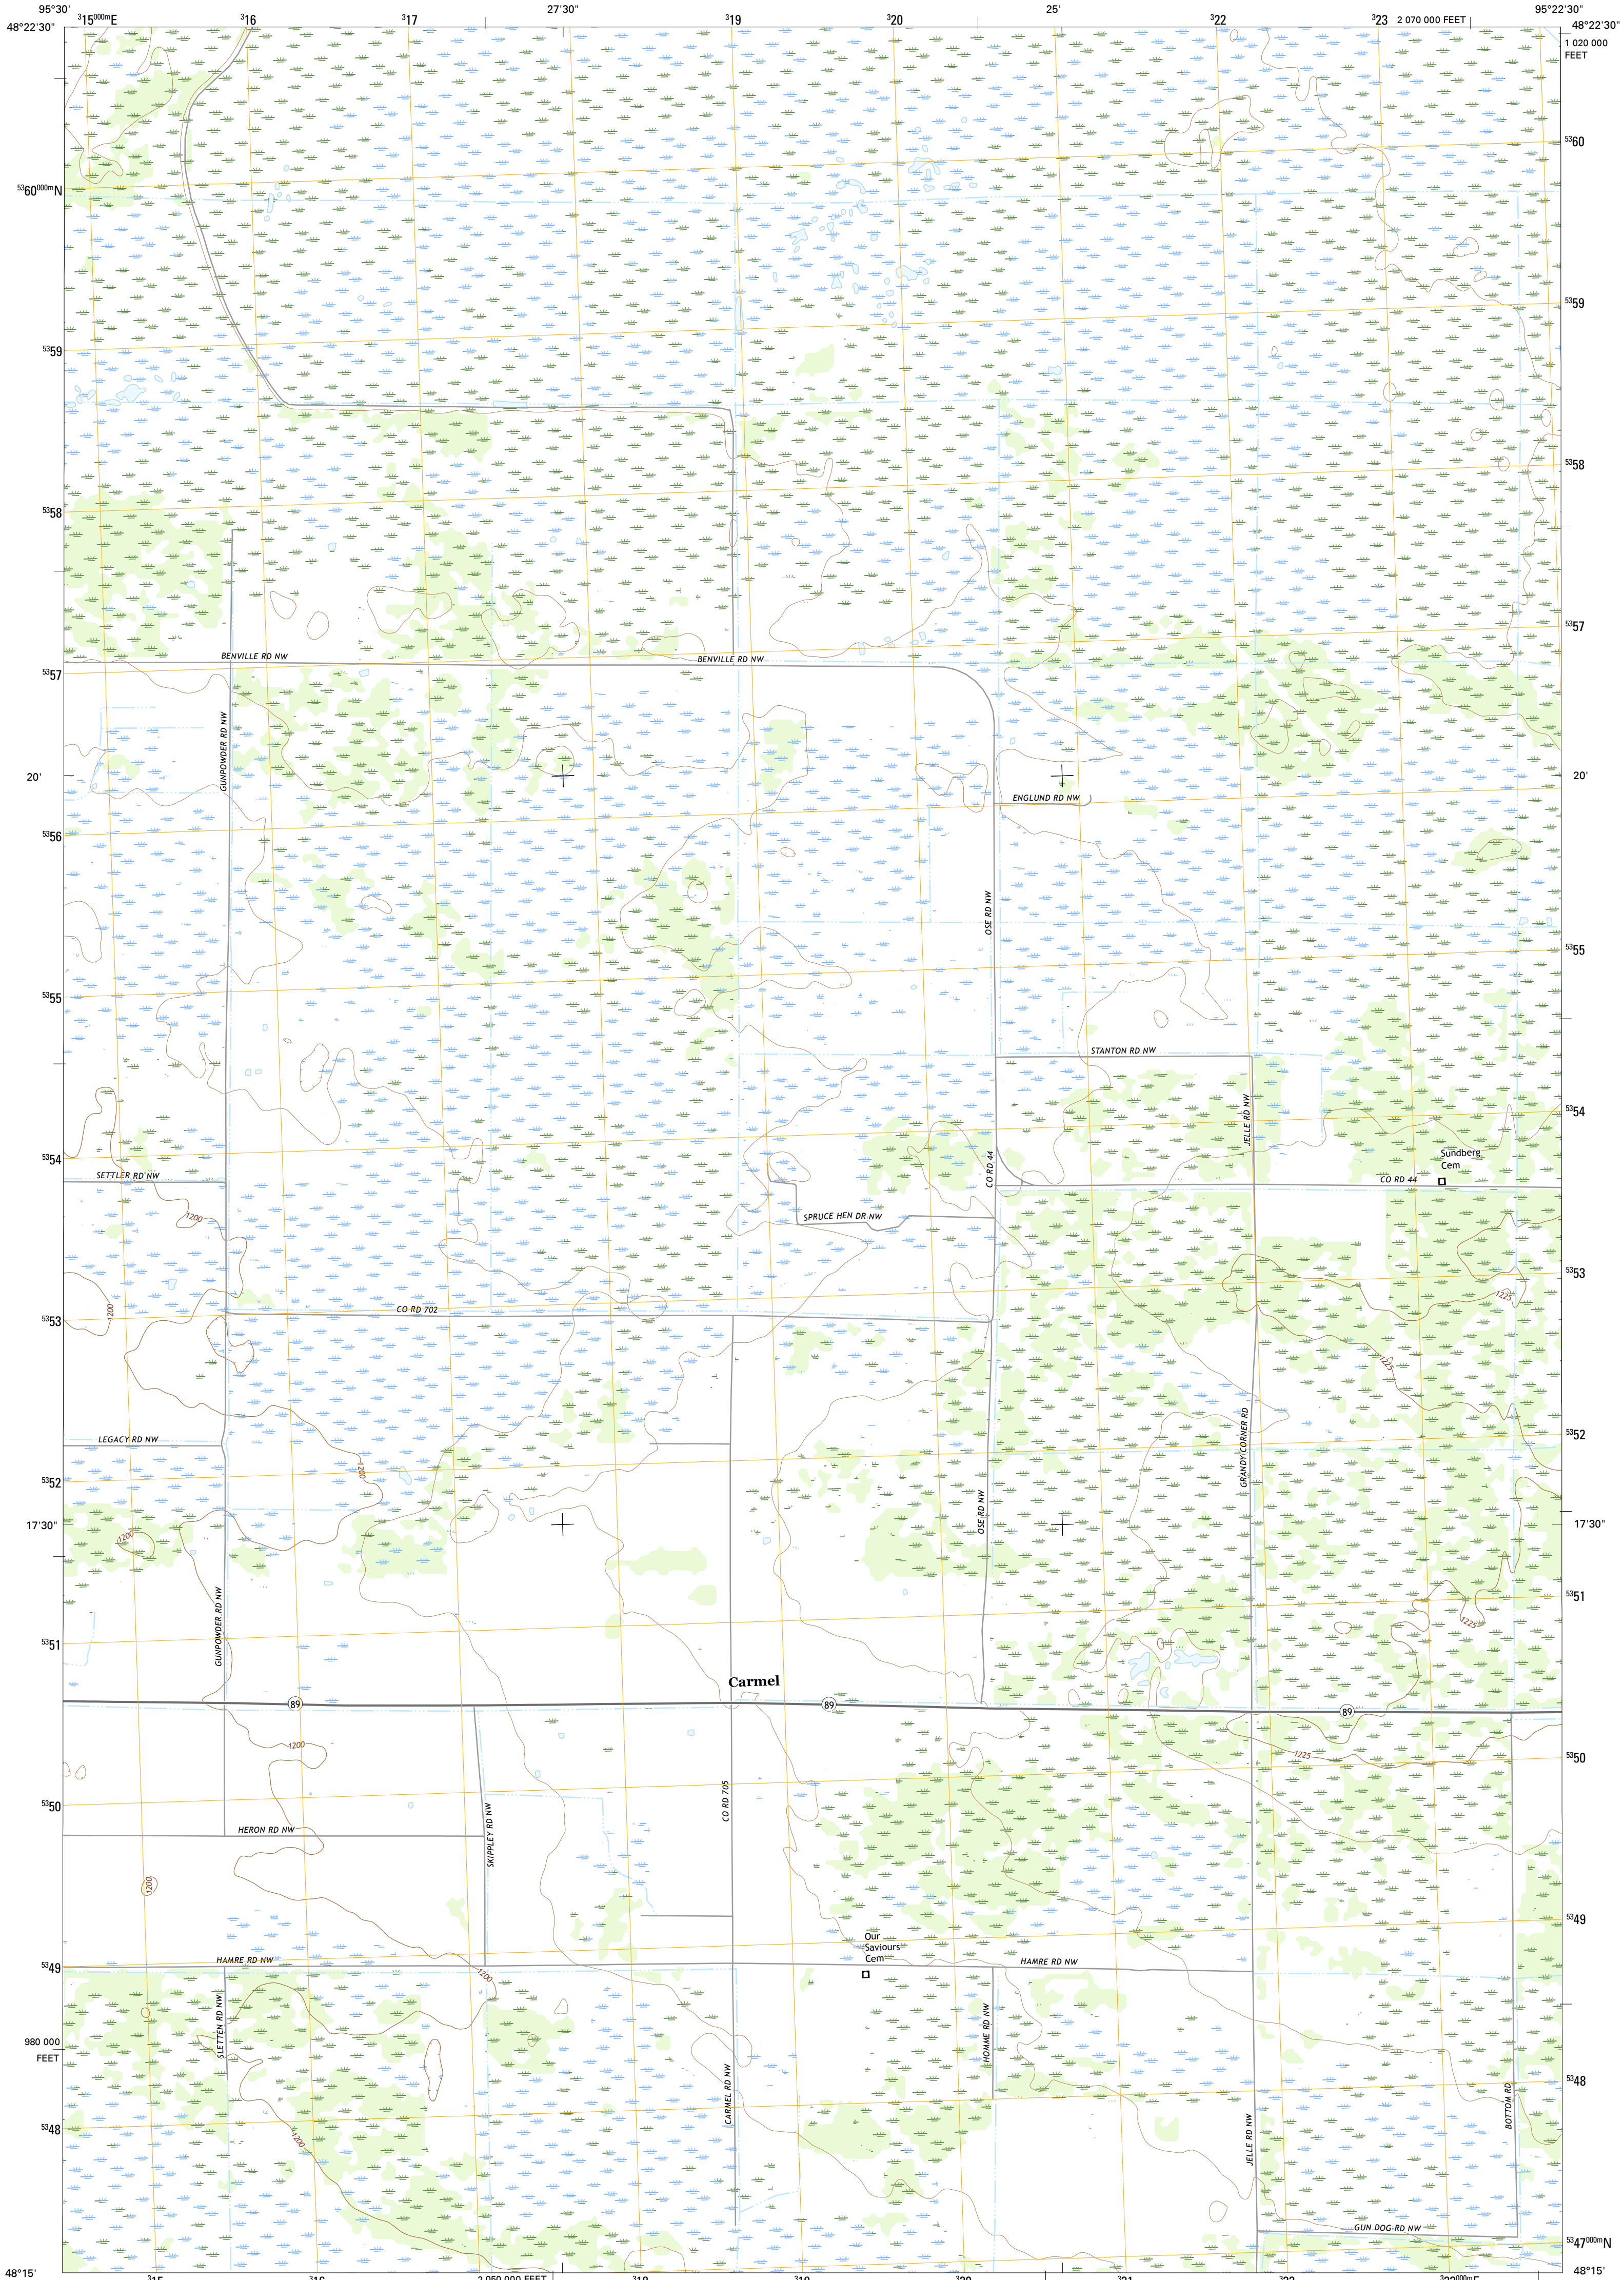 95°30'
³15⁰⁰⁰ᵐE
³16
³17
27'30"
³19
³20
25'
³22
³23
2 070 000 FEET
95°22'30"
48°22'30"
48°22'30"
1 020 000
FEET
⁵³60
⁵³60⁰⁰⁰ᵐN
⁵³59
⁵³59
⁵³58
⁵³58
⁵³57
BENVILLE RD NW
BENVILLE RD NW
⁵³57
GUNPOWDER RD NW
20'
20'
ENGLUND RD NW
⁵³56
OSE RD NW
⁵³55
⁵³55
STANTON RD NW
JELLE RD NW
⁵³54
⁵³54
CO RD 44
Sundberg
Cem
SETTLER RD NW
CO RD 44
1200
SPRUCE HEN DR NW
⁵³53
1225
1200
CO RD 702
⁵³53
1225
LEGACY RD NW
GRANDY CORNER RD
⁵³52
1200
⁵³52
OSE RD NW
17'30"
17'30"
1200
⁵³51
GUNPOWDER RD NW
1225
⁵³51
Carmel
89
89
89
1200
1225
⁵³50
CO RD 705
⁵³50
HERON RD NW
SKIPPLEY RD NW
1200
⁵³49
Our
Saviours
Cem
HAMRE RD NW
HAMRE RD NW
⁵³49
1200
SLETTEN RD NW
HOMME RD NW
980 000
FEET
CARMEL RD NW
⁵³48
BOTTOM RD
⁵³48
1200
JELLE RD NW
GUN DOG RD NW
⁵³47⁰⁰⁰ᵐN
48°15'
48°15'
³15
³16
2 050 000 FEET
³18
³19
³20
³21
³22
³23⁰⁰⁰ᵐE